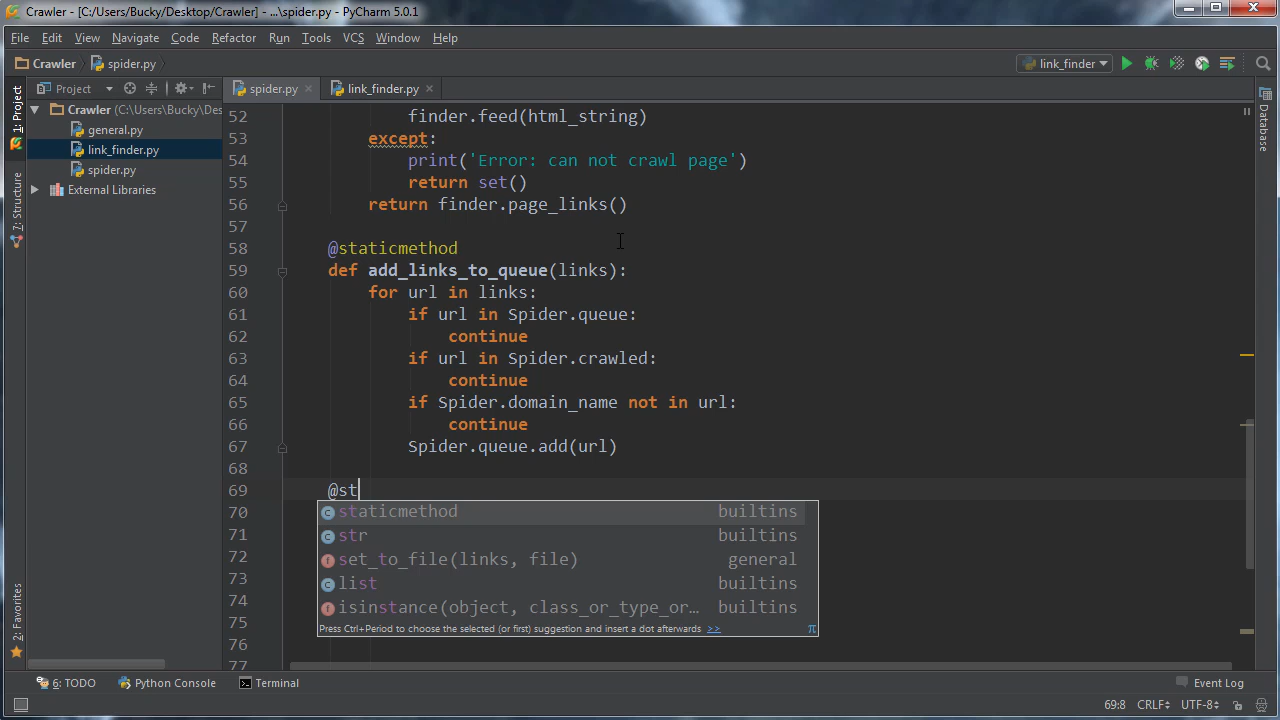 Crawler - [C:/Users/Bucky/Desktop/Crawler] - ...\spider.py - PyCharm 5.0.1
File Edit View Navigate Code Refactor Run Tools VCS Window Help
Crawler spider.py link_finder
Project spider.py link_finder.py
1: Project
7: Structure
2: Favorites
Database
Crawler (C:\Users\Bucky\Des
general.py
link_finder.py
spider.py
External Libraries
52 finder.feed(html_string)
53 except:
54 print('Error: can not crawl page')
55 return set()
56 return finder.page_links()
57
58 @staticmethod
59 def add_links_to_queue(links):
60 for url in links:
61 if url in Spider.queue:
62 continue
63 if url in Spider.crawled:
64 continue
65 if Spider.domain_name not in url:
66 continue
67 Spider.queue.add(url)
68
69 @st
70
71
72
73
74
75
76
77
staticmethod builtins
str builtins
set_to_file(links, file) general
list builtins
isinstance(object, class_or_type_or… builtins
Press Ctrl+Period to choose the selected (or first) suggestion and insert a dot afterwards >> π
6: TODO Python Console Terminal Event Log
69:8 CRLF UTF-8